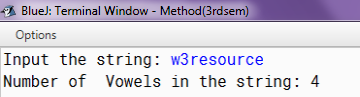 BlueJ: Terminal Window - Method(3rdsem)
Options
Input the string: w3resource
Number of  Vowels in the string: 4